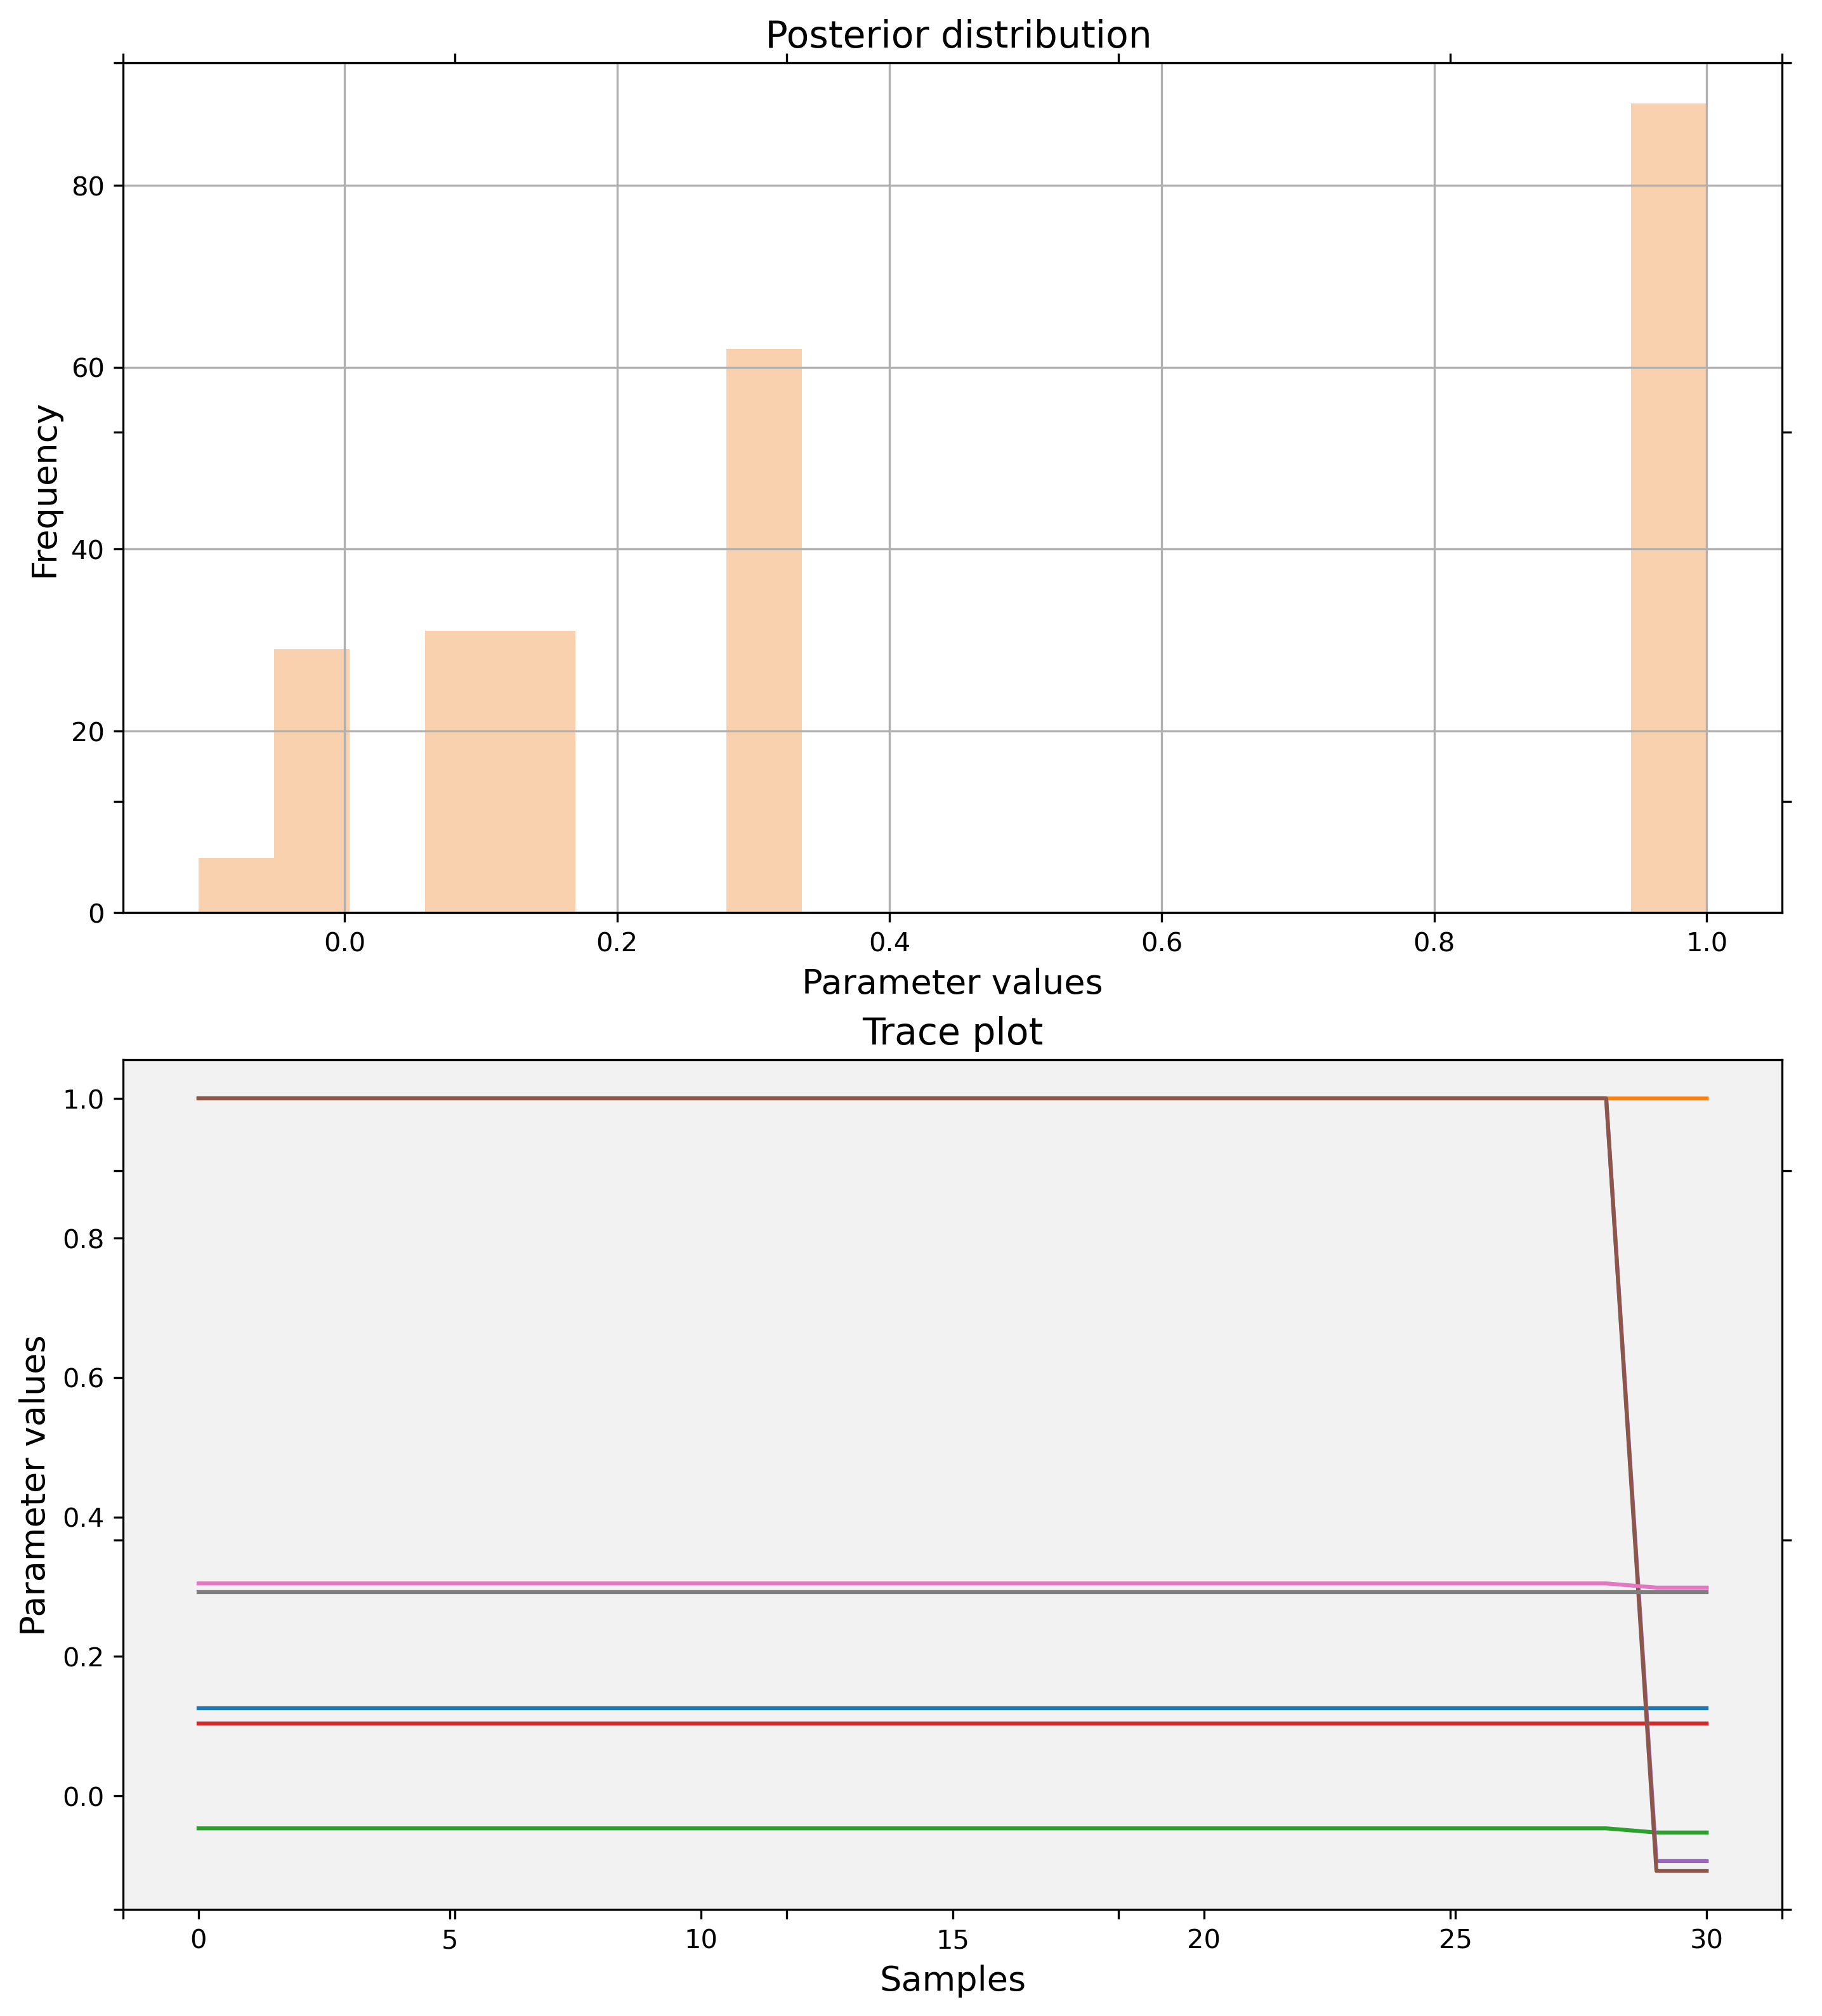 Posterior distribution
80
60
40
20
0
Frequency
0.0 0.2 0.4 0.6 0.8 1.0
Parameter values
Trace plot
1.0
0.8
0.6
0.4
0.2
0.0
Parameter values
0 5 10 15 20 25 30
Samples